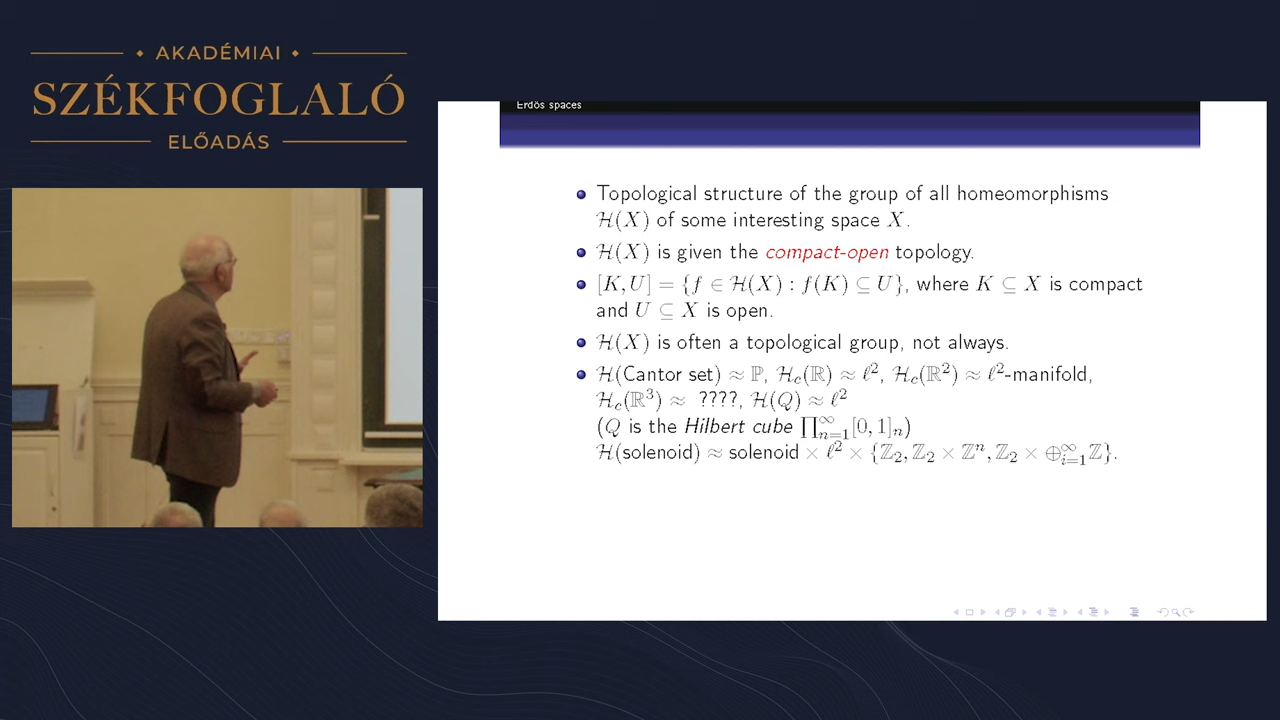 AKADÉMIAI
SZÉKFOGLALÓ
ELŐADÁS
Erdős spaces
Topological structure of the group of all homeomorphisms
ℋ(X) of some interesting space X.
ℋ(X) is given the compact-open topology.
[K, U] = {f ∈ ℋ(X) : f(K) ⊆ U}, where K ⊆ X is compact
and U ⊆ X is open.
ℋ(X) is often a topological group, not always.
ℋ(Cantor set) ≈ ℙ, ℋ_c(ℝ) ≈ ℓ², ℋ_c(ℝ²) ≈ ℓ²-manifold,
ℋ_c(ℝ³) ≈ ????, ℋ(Q) ≈ ℓ²
(Q is the Hilbert cube ∏_{n=1}^∞[0, 1]_n)
ℋ(solenoid) ≈ solenoid × ℓ² × {ℤ₂, ℤ₂ × ℤⁿ, ℤ₂ × ⊕_{i=1}^∞ℤ}.